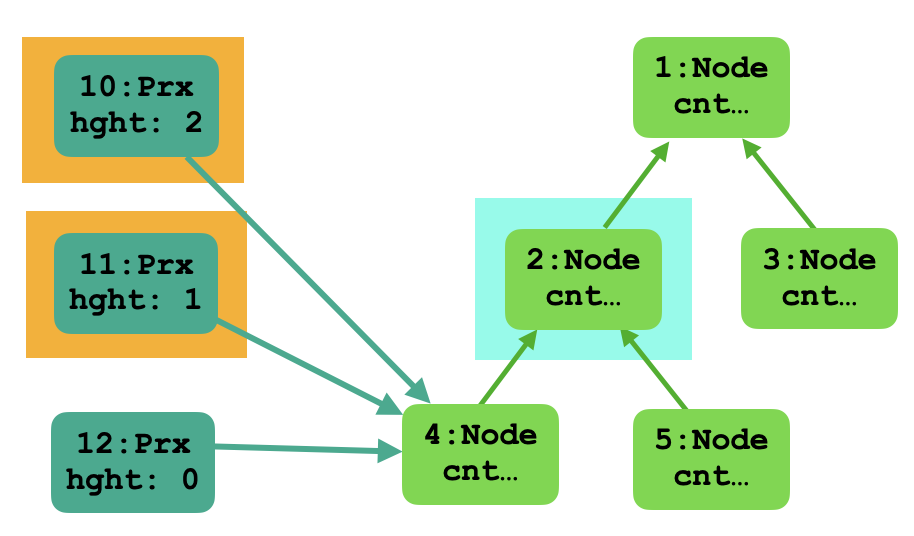 10:Prx
hght: 2
1:Node
cnt…
11:Prx
hght: 1
2:Node
cnt…
3:Node
cnt…
12:Prx
hght: 0
4:Node
cnt…
5:Node
cnt…